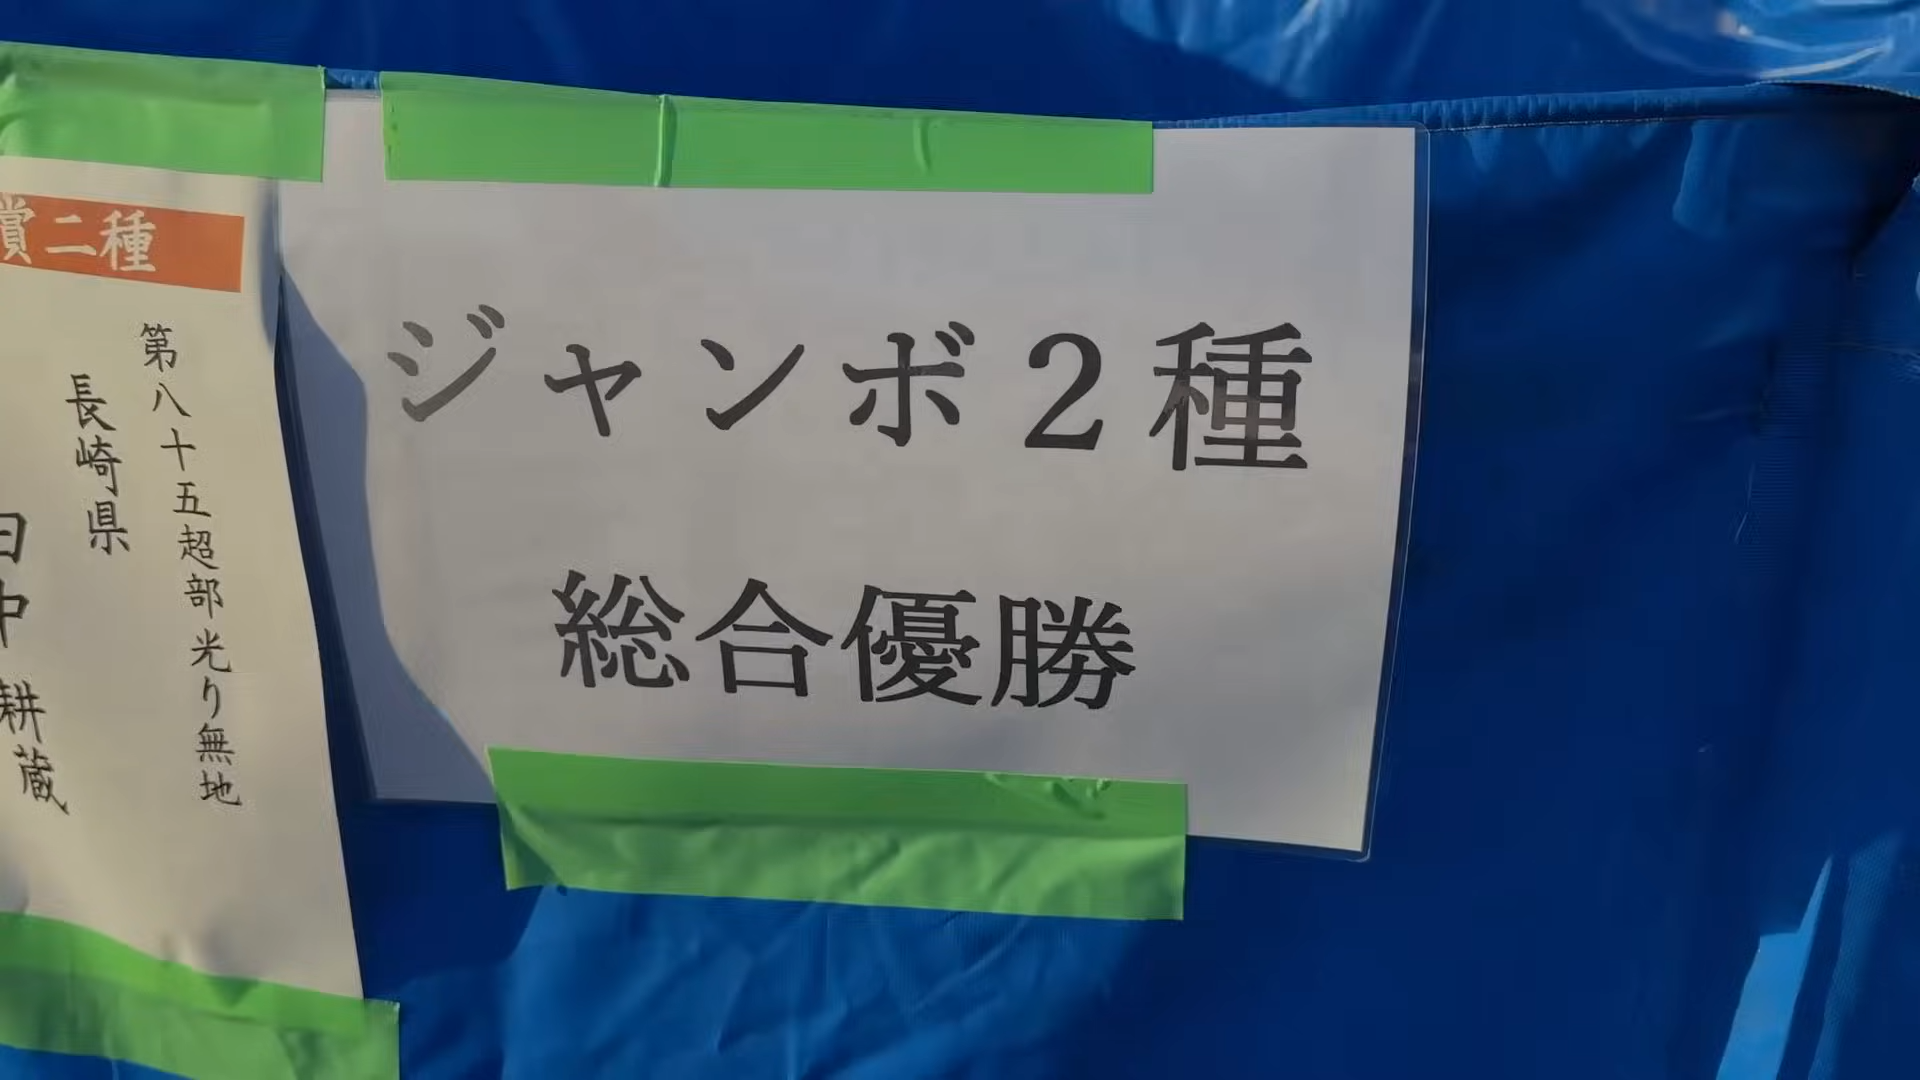 ジャンボ２種
総合優勝
賞二種
第八十五超部光り無地
長崎県
田中 耕蔵